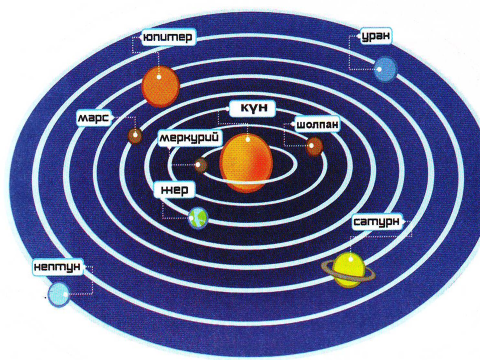 юпитер
уран
күн
марс
шолпан
меркурий
жер
сатурн
нептун